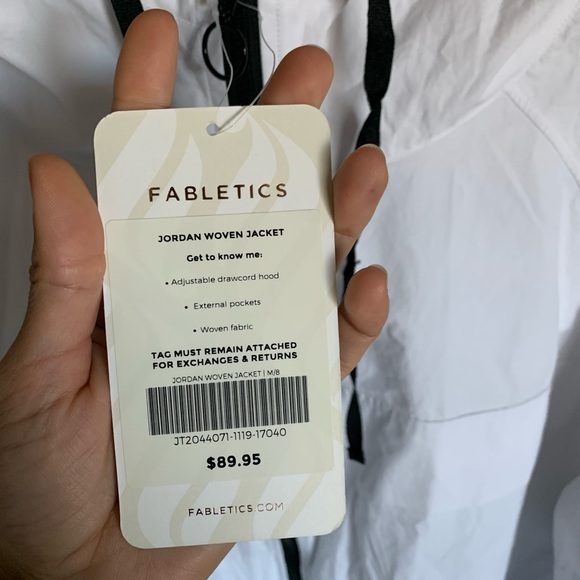 FABLETICS
JORDAN WOVEN JACKET
Get to know me:
• Adjustable drawcord hood
• External pockets
• Woven fabric
TAG MUST REMAIN ATTACHED
FOR EXCHANGES & RETURNS
JORDAN WOVEN JACKET | M/8
JT2044071-1119-17040
$89.95
FABLETICS.COM